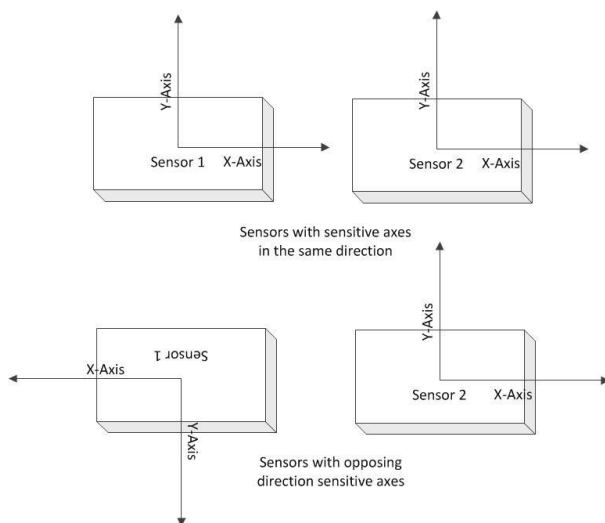 Y-Axis
Sensor 1
X-Axis
Y-Axis
Sensor 2
X-Axis
Sensors with sensitive axes
in the same direction
X-Axis
Sensor 1
Y-Axis
Y-Axis
Sensor 2
X-Axis
Sensors with opposing
direction sensitive axes